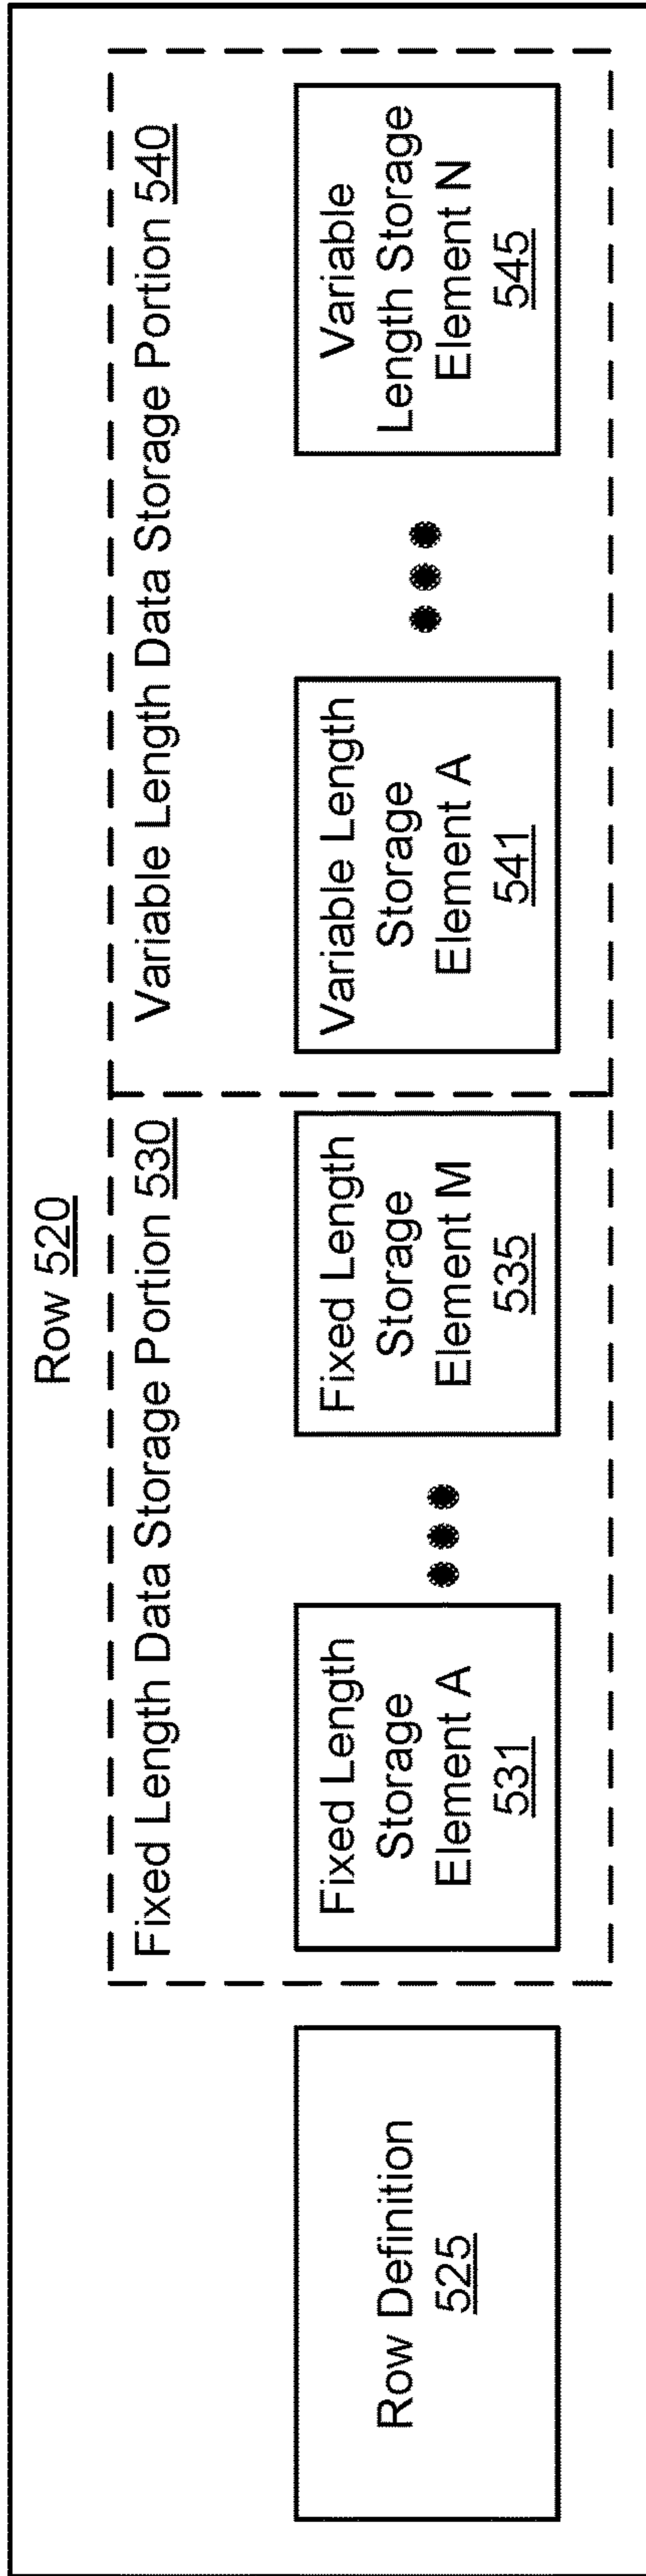 Row 520
Row Definition
525
Fixed Length Data Storage Portion 530
Fixed Length
Storage
Element A
531
Fixed Length
Storage
Element M
535
Variable Length Data Storage Portion 540
Variable Length
Storage
Element A
541
Variable
Length Storage
Element N
545